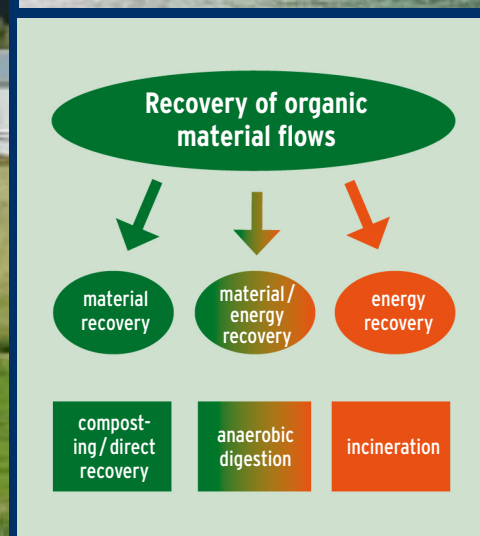 Recovery of organic
material flows
material
recovery
material/
energy
recovery
energy
recovery
compost-
ing/direct
recovery
anaerobic
digestion
incineration